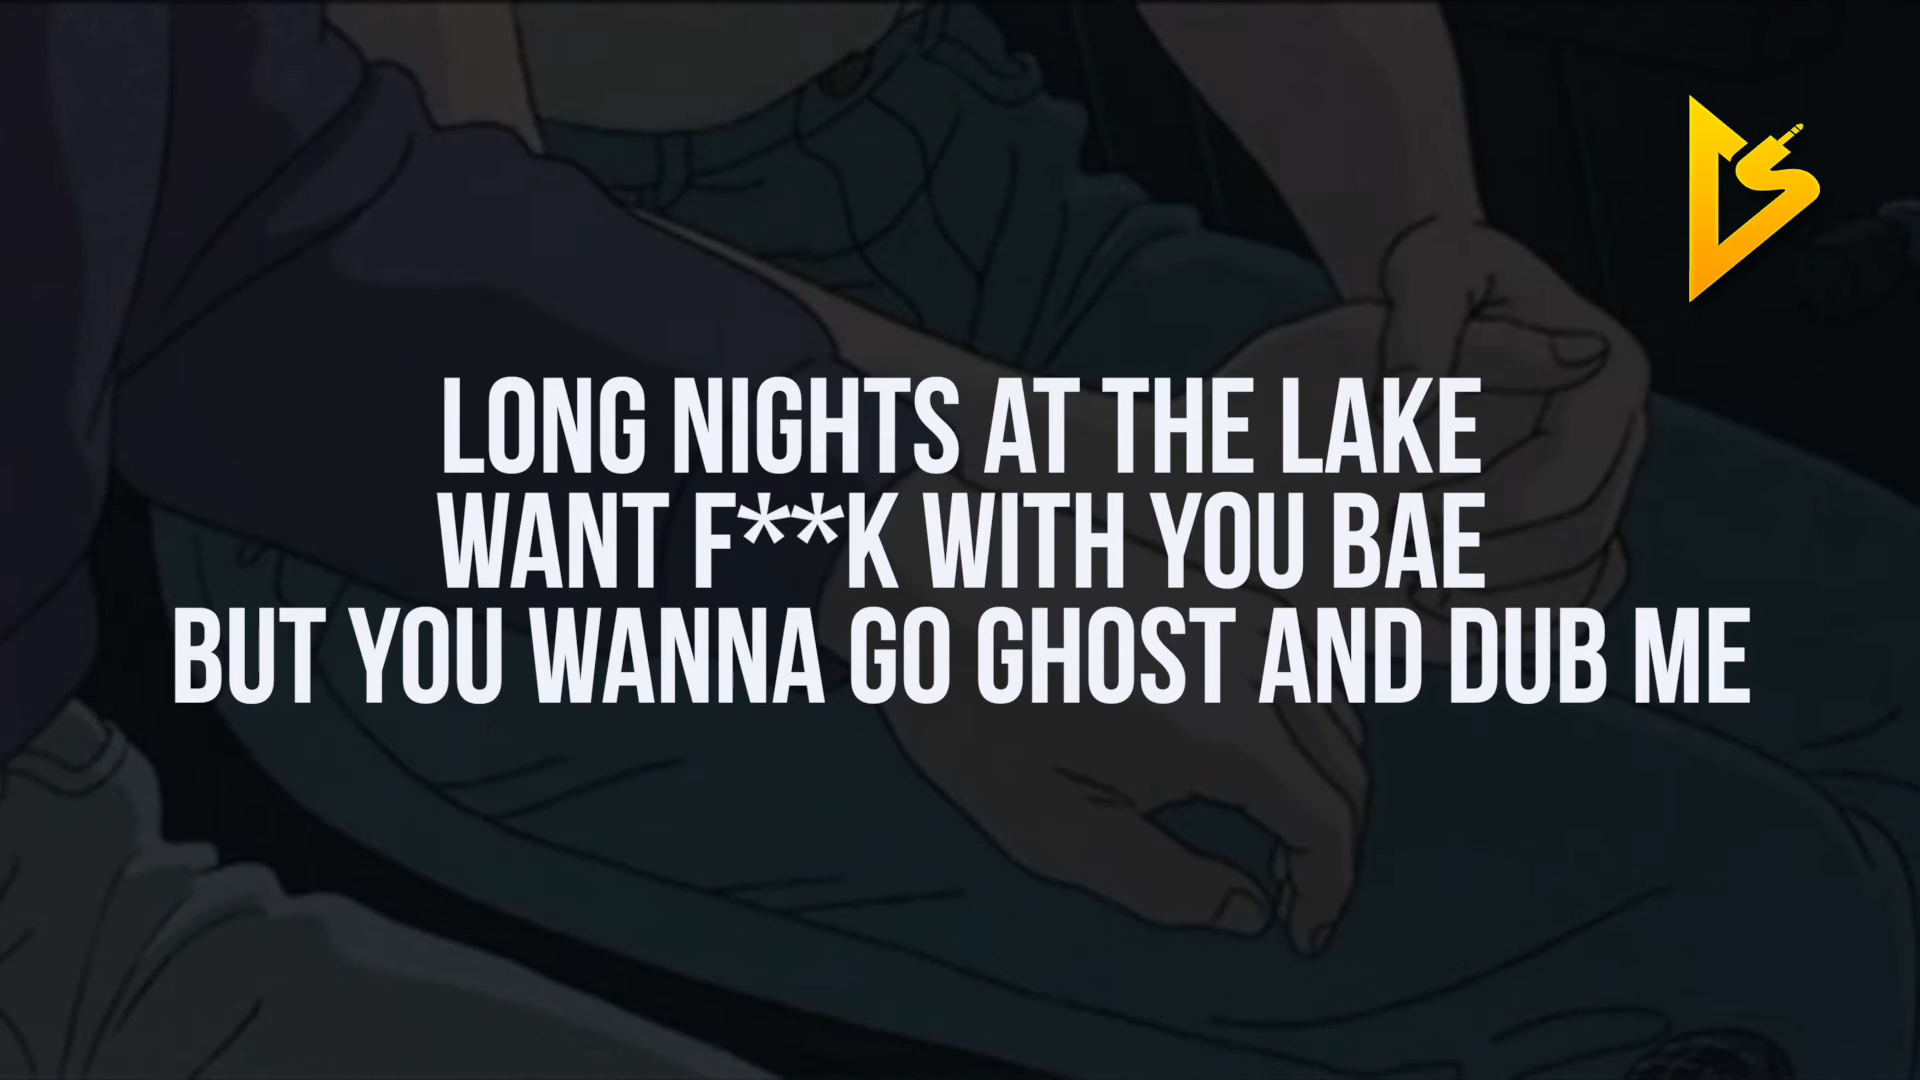 LONG NIGHTS AT THE LAKE
WANT F**K WITH YOU BAE
BUT YOU WANNA GO GHOST AND DUB ME